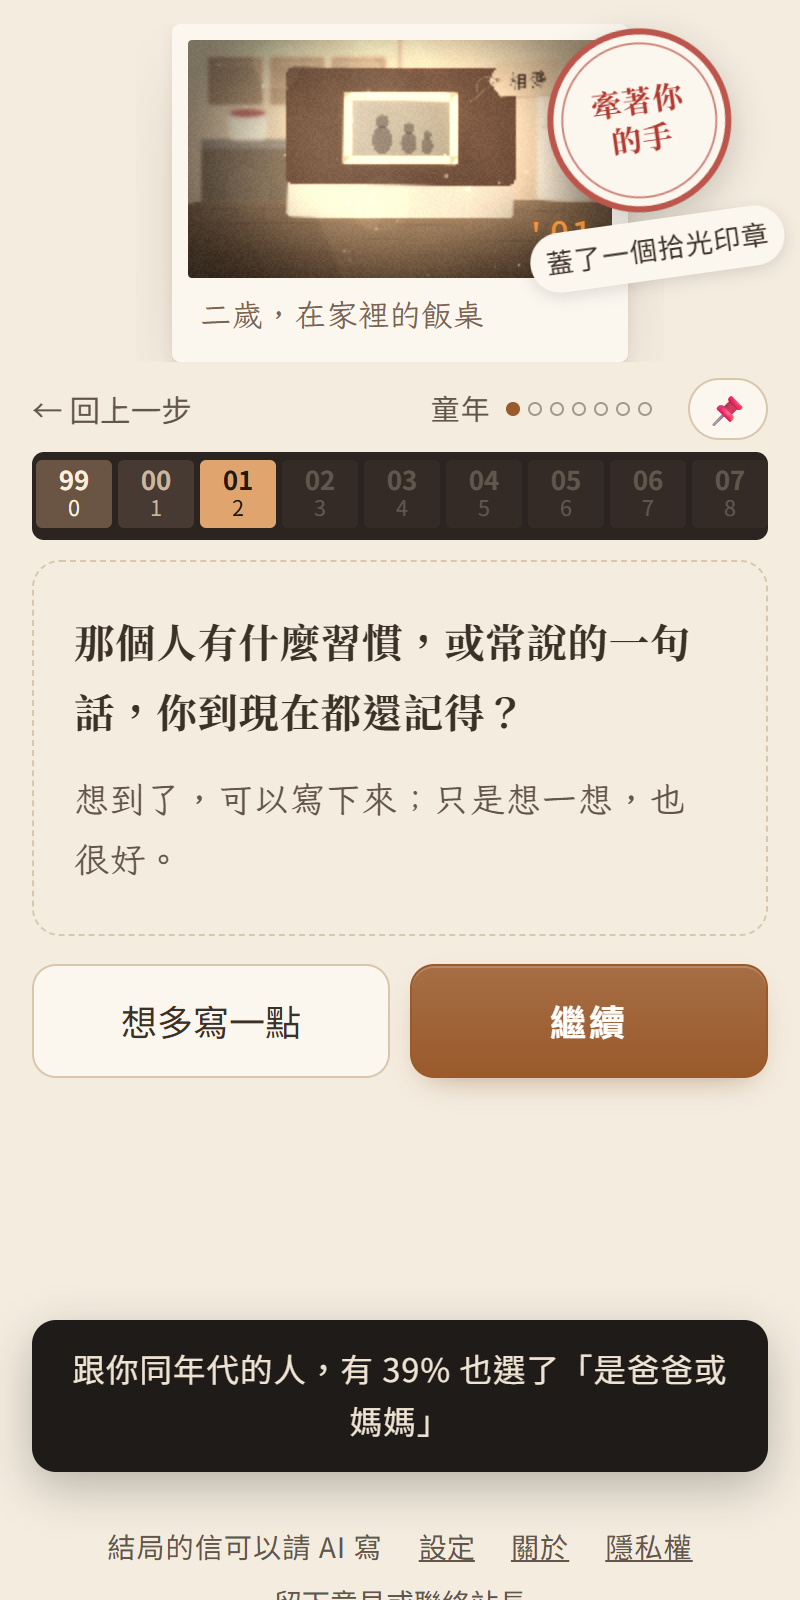 牽著你
的手
蓋了一個拾光印章
二歲，在家裡的飯桌
← 回上一步
童年
99 00 01 02 03 04 05 06 07
0 1 2 3 4 5 6 7 8
那個人有什麼習慣，或常說的一句
話，你到現在都還記得？
想到了，可以寫下來；只是想一想，也
很好。
想多寫一點
繼續
跟你同年代的人，有 39% 也選了「是爸爸或
媽媽」
結局的信可以請 AI 寫 設定 關於 隱私權